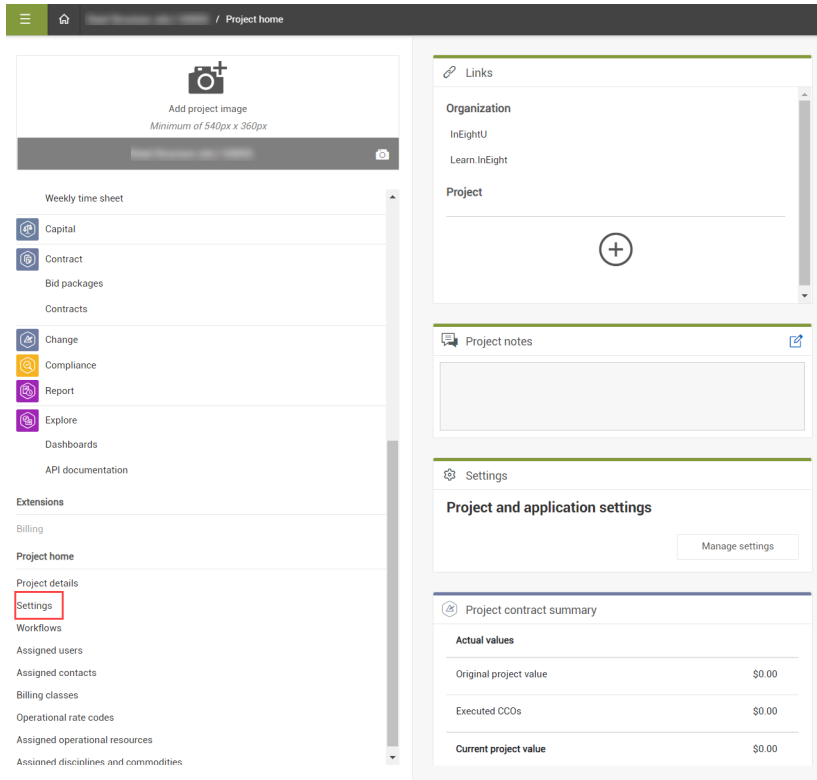 / Project home
Add project image
Minimum of 540px x 360px
Weekly time sheet
Capital
Contract
Bid packages
Contracts
Change
Compliance
Report
Explore
Dashboards
API documentation
Extensions
Billing
Project home
Project details
Settings
Workflows
Assigned users
Assigned contacts
Billing classes
Operational rate codes
Assigned operational resources
Assigned disciplines and commodities
Links
Organization
InEightU
Learn.InEight
Project
Project notes
Settings
Project and application settings
Manage settings
Project contract summary
Actual values
Original project value $0.00
Executed CCOs $0.00
Current project value $0.00